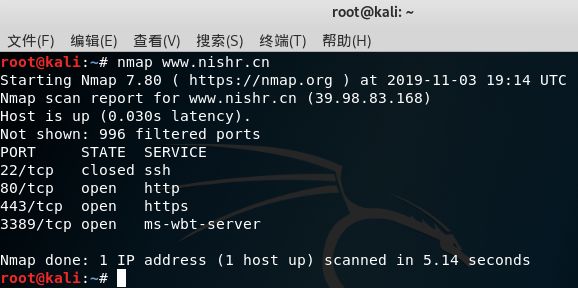 root@kali: ~
文件(F) 编辑(E) 查看(V) 搜索(S) 终端(T) 帮助(H)
root@kali:~# nmap www.nishr.cn
Starting Nmap 7.80 ( https://nmap.org ) at 2019-11-03 19:14 UTC
Nmap scan report for www.nishr.cn (39.98.83.168)
Host is up (0.030s latency).
Not shown: 996 filtered ports
PORT     STATE  SERVICE
22/tcp   closed ssh
80/tcp   open   http
443/tcp  open   https
3389/tcp open   ms-wbt-server
Nmap done: 1 IP address (1 host up) scanned in 5.14 seconds
root@kali:~#